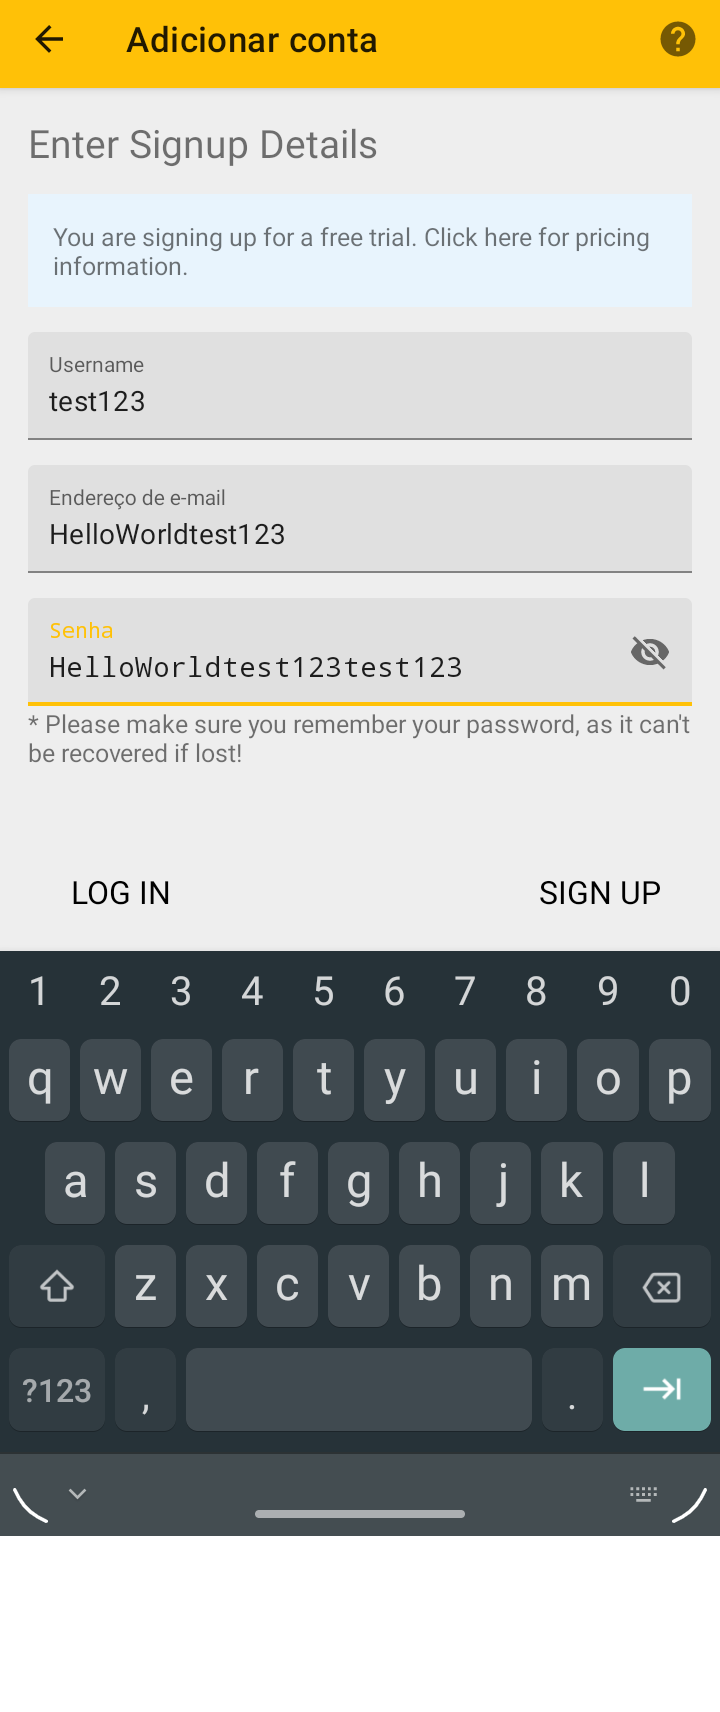 Adicionar conta
Enter Signup Details
You are signing up for a free trial. Click here for pricing
information.
Username
test123
Endereço de e-mail
HelloWorldtest123
Senha
HelloWorldtest123test123
* Please make sure you remember your password, as it can't
be recovered if lost!
LOG IN SIGN UP
1 2 3 4 5 6 7 8 9 0
q w e r t y u i o p
a s d f g h j k l
z x c v b n m
?123 , .